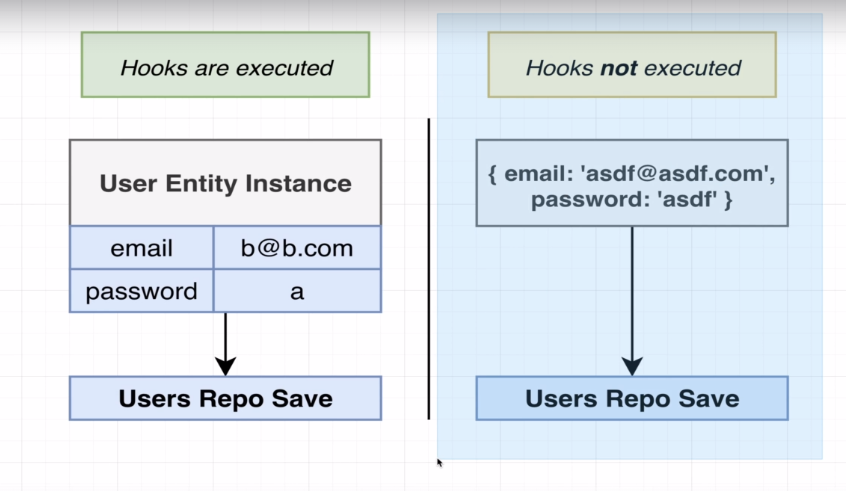 Hooks are executed
User Entity Instance
email
b@b.com
password
a
Users Repo Save
Hooks not executed
{ email: 'asdf@asdf.com',
password: 'asdf' }
Users Repo Save